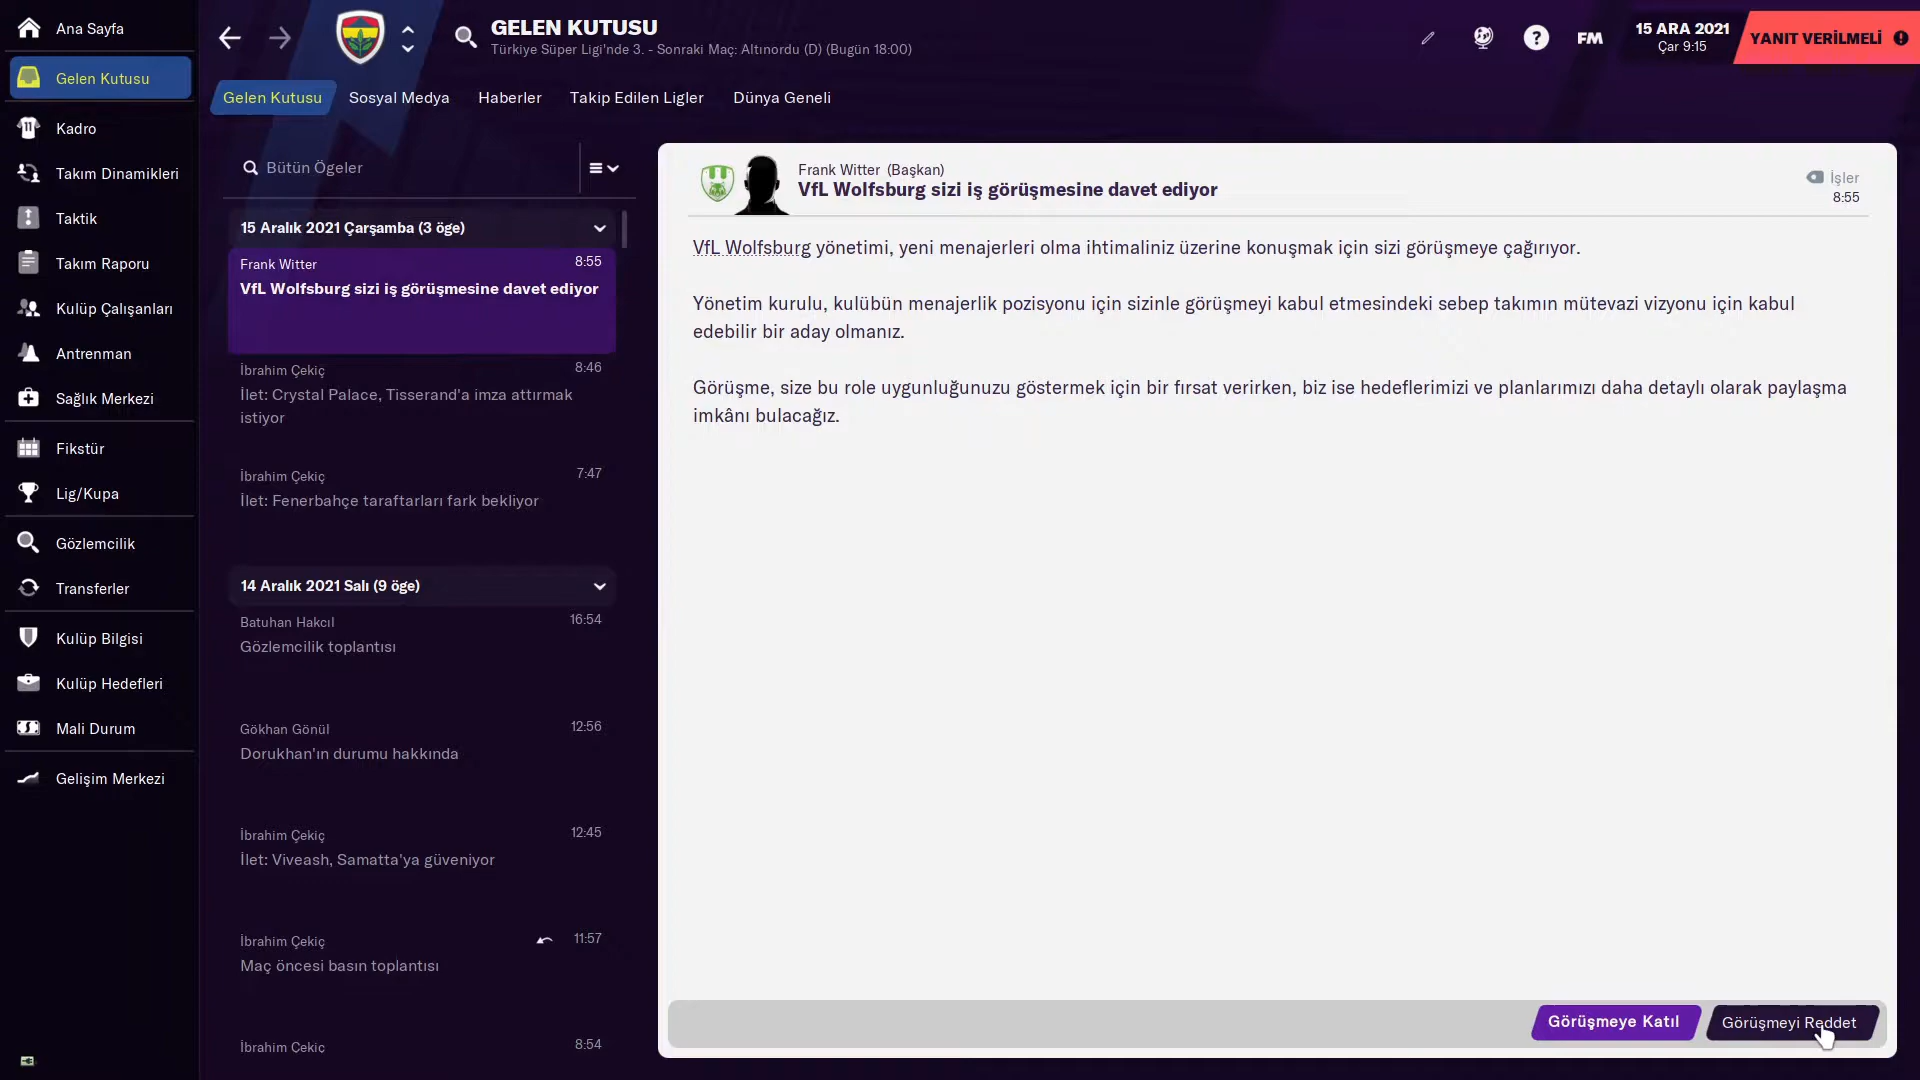 Ana Sayfa
Gelen Kutusu
Kadro
Takım Dinamikleri
Taktik
Takım Raporu
Kulüp Çalışanları
Antrenman
Sağlık Merkezi
Fikstür
Lig/Kupa
Gözlemcilik
Transferler
Kulüp Bilgisi
Kulüp Hedefleri
Mali Durum
Gelişim Merkezi
GELEN KUTUSU
Türkiye Süper Ligi'nde 3. - Sonraki Maç: Altınordu (D) (Bugün 18:00)
FM
15 ARA 2021
Çar 9:15
YANIT VERİLMELİ
Gelen Kutusu Sosyal Medya Haberler Takip Edilen Ligler Dünya Geneli
Bütün Ögeler
15 Aralık 2021 Çarşamba (3 öge)
Frank Witter 8:55
VfL Wolfsburg sizi iş görüşmesine davet ediyor
İbrahim Çekiç 8:46
İlet: Crystal Palace, Tisserand'a imza attırmak
istiyor
İbrahim Çekiç 7:47
İlet: Fenerbahçe taraftarları fark bekliyor
14 Aralık 2021 Salı (9 öge)
Batuhan Hakcıl 16:54
Gözlemcilik toplantısı
Gökhan Gönül 12:56
Dorukhan'ın durumu hakkında
İbrahim Çekiç 12:45
İlet: Viveash, Samatta'ya güveniyor
İbrahim Çekiç 11:57
Maç öncesi basın toplantısı
İbrahim Çekiç 8:54
Frank Witter (Başkan)
VfL Wolfsburg sizi iş görüşmesine davet ediyor
İşler
8:55
VfL Wolfsburg yönetimi, yeni menajerleri olma ihtimaliniz üzerine konuşmak için sizi görüşmeye çağırıyor.
Yönetim kurulu, kulübün menajerlik pozisyonu için sizinle görüşmeyi kabul etmesindeki sebep takımın mütevazi vizyonu için kabul
edebilir bir aday olmanız.
Görüşme, size bu role uygunluğunuzu göstermek için bir fırsat verirken, biz ise hedeflerimizi ve planlarımızı daha detaylı olarak paylaşma
imkânı bulacağız.
Görüşmeye Katıl Görüşmeyi Reddet